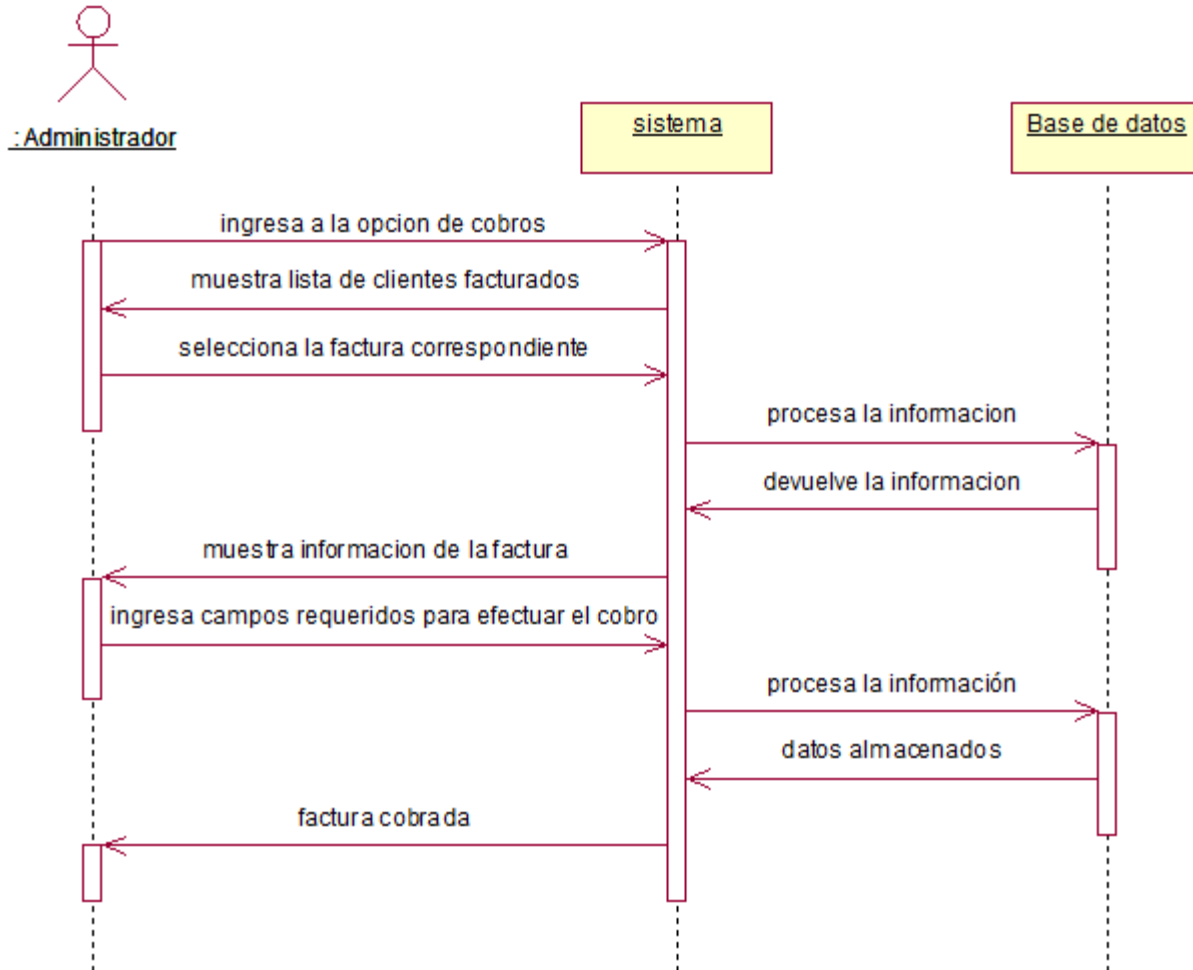 : Administrador
sistema
Base de datos
ingresa a la opcion de cobros
muestra lista de clientes facturados
selecciona la factura correspondiente
procesa la informacion
devuelve la informacion
muestra informacion de la factura
ingresa campos requeridos para efectuar el cobro
procesa la información
datos almacenados
factura cobrada